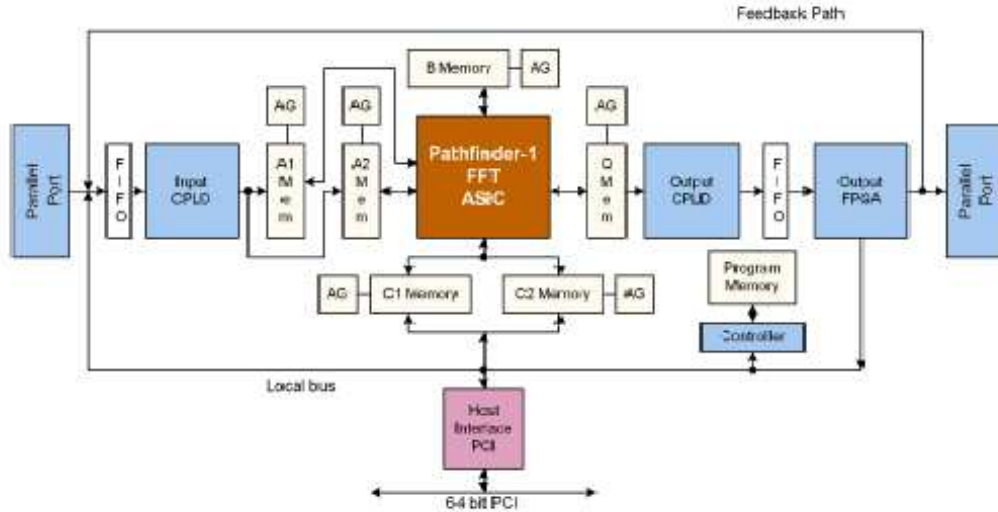 Feedback Path
B Memory
AG
AG
AG
AG
Parallel
Port
FIFO
Input
CPLD
A1
Mem
A2
Mem
Pathfinder-1
FFT
ASIC
O
Mem
Output
CPLD
FIFO
Output
FPGA
Parallel
Port
AG
C1 Memory
C2 Memory
AG
Program
Memory
Controller
Local bus
Host
Interface
PCI
64 bit PCI